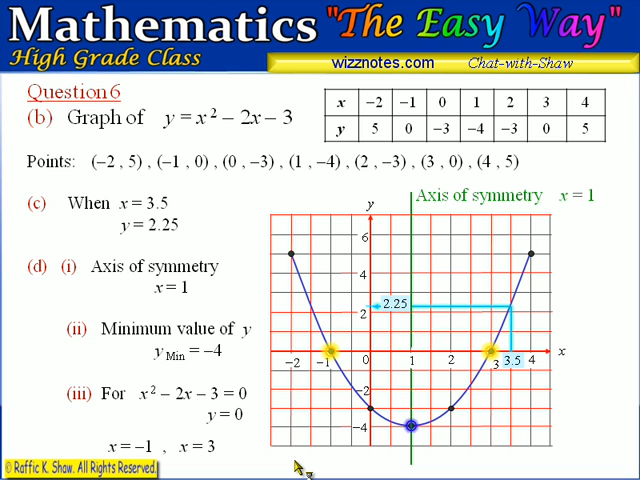 Mathematics "The Easy Way"
High Grade Class
wizznotes.com Chat-with-Shaw
Question 6
(b) Graph of y = x² – 2x – 3
x –2 –1 0 1 2 3 4
y 5 0 –3 –4 –3 0 5
Points: (–2 , 5) , (–1 , 0) , (0 , –3) , (1 , –4) , (2 , –3) , (3 , 0) , (4 , 5)
(c) When x = 3.5
y = 2.25
(d) (i) Axis of symmetry
x = 1
(ii) Minimum value of y
y Min = –4
(iii) For x² – 2x – 3 = 0
y = 0
x = –1 , x = 3
Axis of symmetry x = 1
y
6
4
2
2.25
–2 –1 0 1 2 3 3.5 4 x
–2
–4
© Raffic K. Shaw. All Rights Reserved.